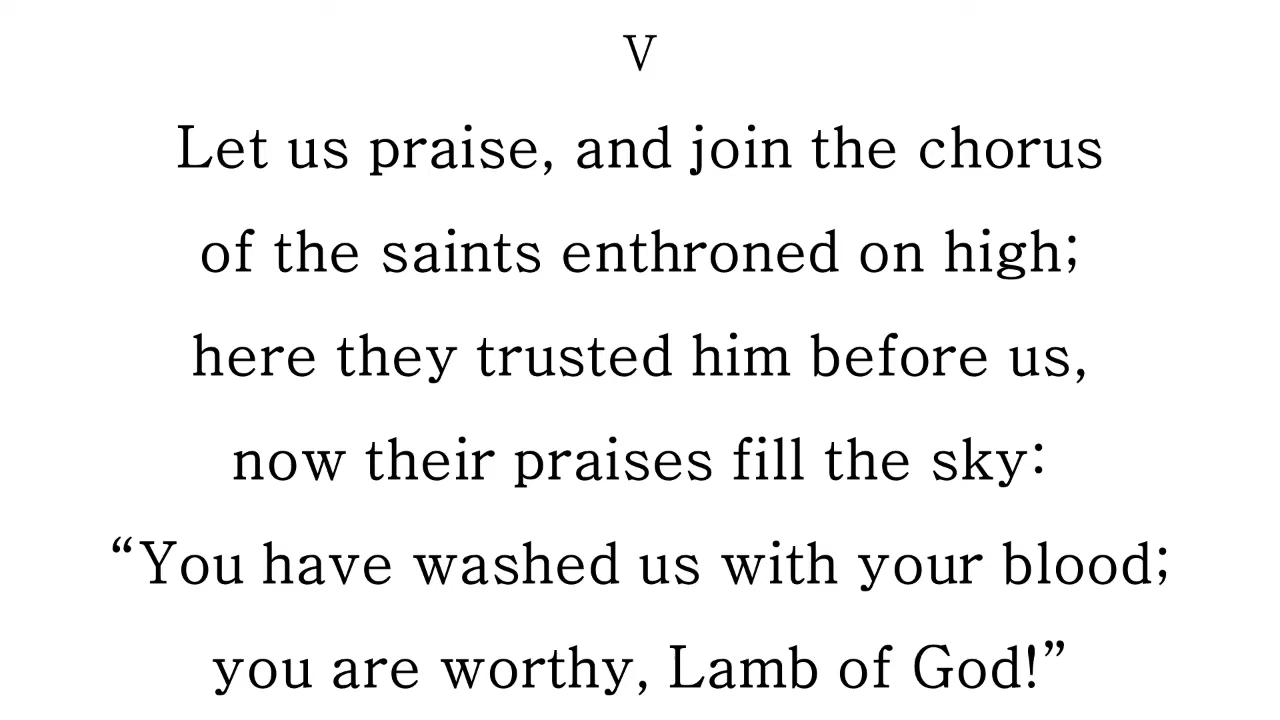 V
Let us praise, and join the chorus
of the saints enthroned on high;
here they trusted him before us,
now their praises fill the sky:
“You have washed us with your blood;
you are worthy, Lamb of God!”